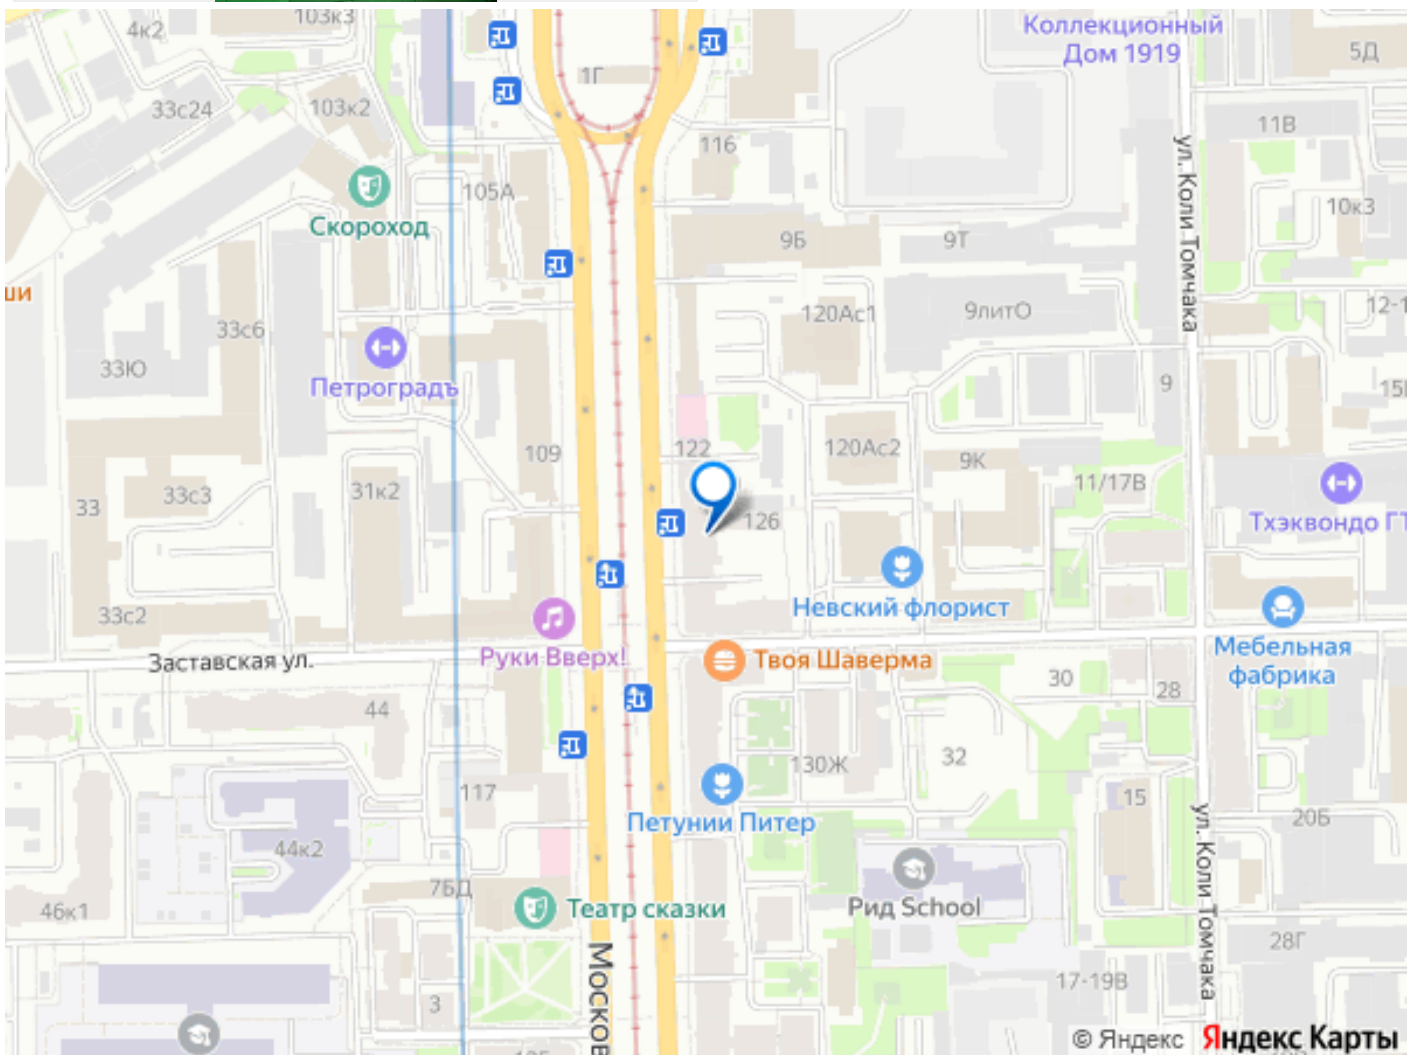 103к3
4к2
Коллекционный
Дом 1919
5Д
1Г
33с24
103к2
116
11В
ул. Коли Томчака
105А
Скороход
10к3
9Б
9Т
120Ас1
9литО
12-1
ши
33с6
33Ю
Петроградъ
9
15
109
122
120Ас2
9К
11/17В
33
33с3
31к2
126
Тхэквондо ГТ
Невский флорист
33с2
Мебельная
фабрика
Заставская ул.
Руки Вверх!
Твоя Шаверма
30
28
44
130Ж
32
117
15
20Б
Петунии Питер
ул. Коли Томчака
44к2
76Д
46к1
Театр сказки
Рид School
28Г
Москов
17-19В
3
© Яндекс Яндекс Карты